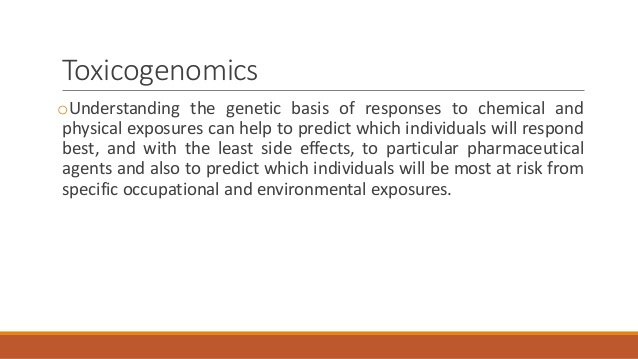 Toxicogenomics
oUnderstanding the genetic basis of responses to chemical and
physical exposures can help to predict which individuals will respond
best, and with the least side effects, to particular pharmaceutical
agents and also to predict which individuals will be most at risk from
specific occupational and environmental exposures.